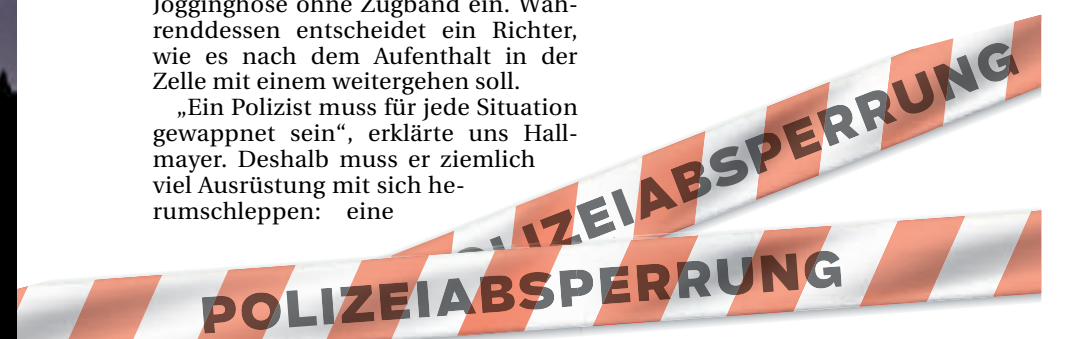 Jogginghose ohne Zugband ein. Wäh-
renddessen entscheidet ein Richter,
wie es nach dem Aufenthalt in der
Zelle mit einem weitergehen soll.
„Ein Polizist muss für jede Situation
gewappnet sein“, erklärte uns Hall-
mayer. Deshalb muss er ziemlich
viel Ausrüstung mit sich he-
rumschleppen: eine
POLIZEIABSPERRUNG
POLIZEIABSPERRUNG